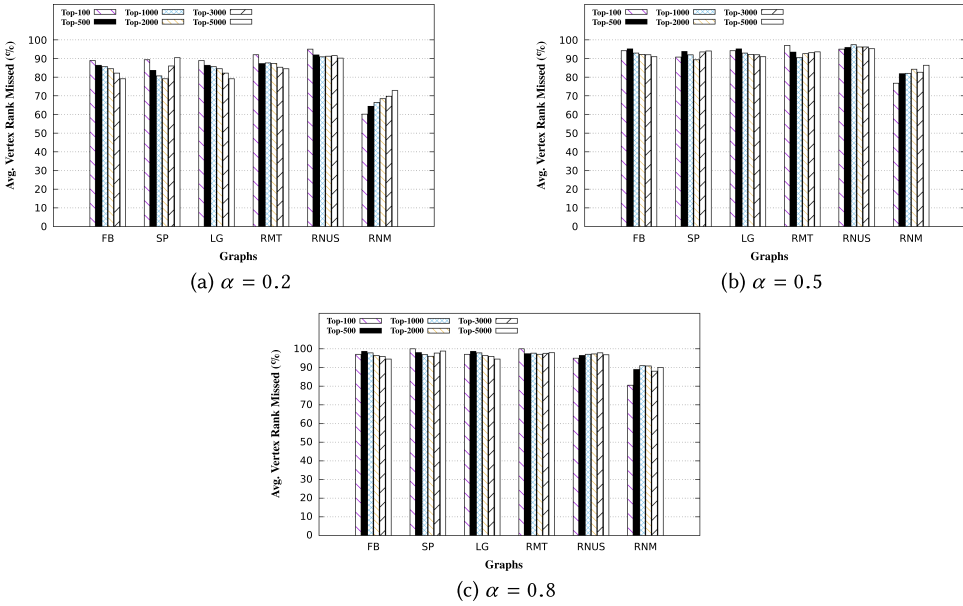 Top-100 Top-1000 Top-3000
Top-500 Top-2000 Top-5000
Avg. Vertex Rank Missed (%)
100
90
80
70
60
50
40
30
20
10
0
FB SP LG RMT RNUS RNM
Graphs
(a) α = 0.2
Top-100 Top-1000 Top-3000
Top-500 Top-2000 Top-5000
Avg. Vertex Rank Missed (%)
100
90
80
70
60
50
40
30
20
10
0
FB SP LG RMT RNUS RNM
Graphs
(b) α = 0.5
Top-100 Top-1000 Top-3000
Top-500 Top-2000 Top-5000
Avg. Vertex Rank Missed (%)
100
90
80
70
60
50
40
30
20
10
0
FB SP LG RMT RNUS RNM
Graphs
(c) α = 0.8